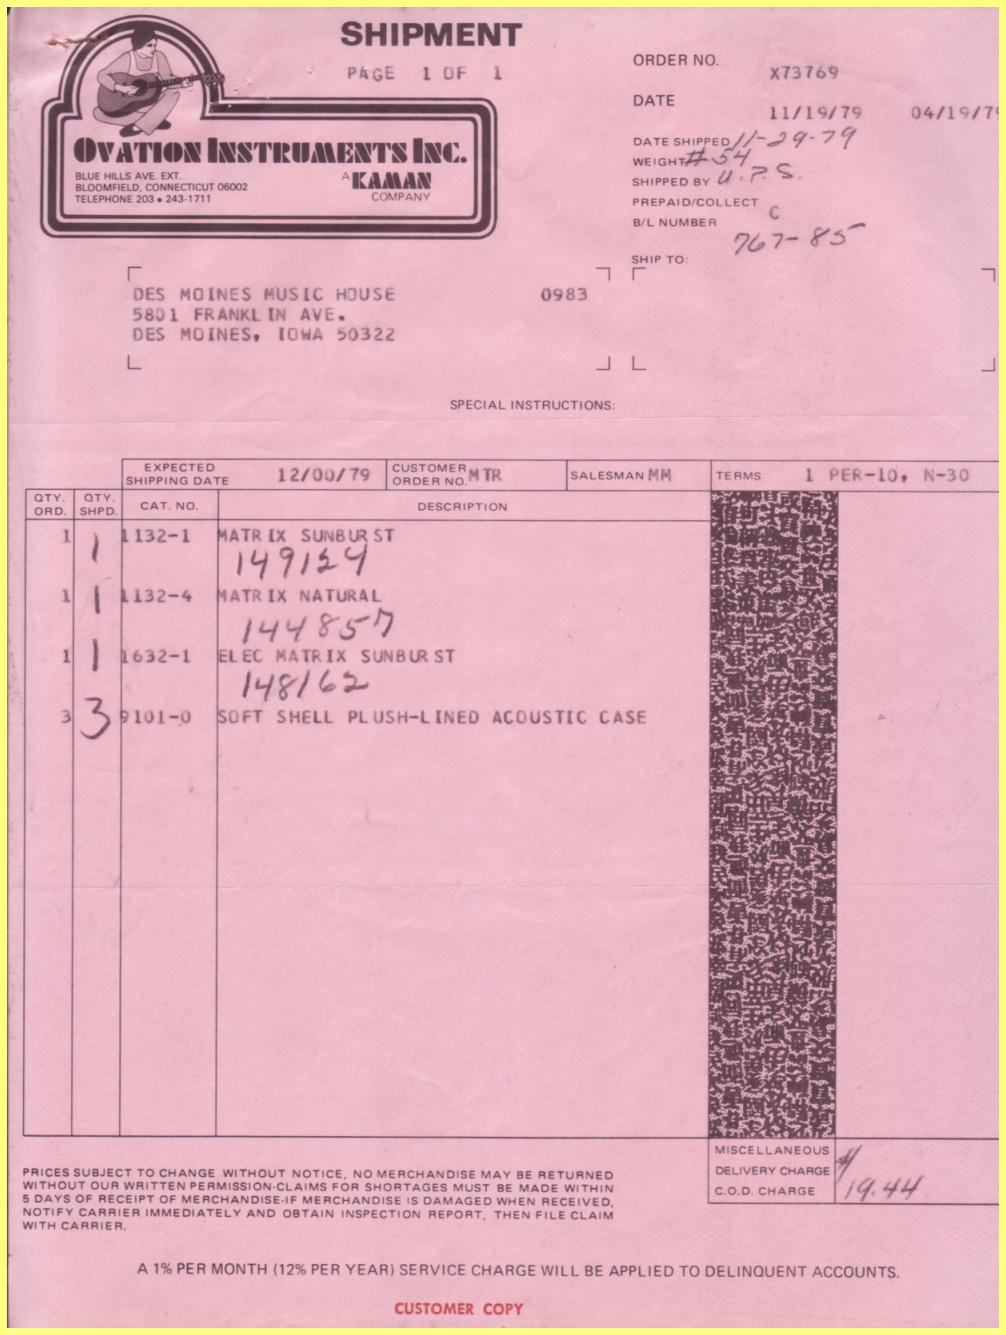 SHIPMENT
PAGE 1 OF 1
OVATION INSTRUMENTS INC.
BLUE HILLS AVE. EXT.
BLOOMFIELD, CONNECTICUT 06002
TELEPHONE 203 • 243-1711
A KAMAN
COMPANY
ORDER NO. X73769
DATE 11/19/79 04/19/79
DATE SHIPPED 11-29-79
WEIGHT #54
SHIPPED BY U.P.S.
PREPAID/COLLECT C
B/L NUMBER 767-85
SHIP TO:
DES MOINES MUSIC HOUSE 0983
5801 FRANKLIN AVE.
DES MOINES, IOWA 50322
SPECIAL INSTRUCTIONS:
EXPECTED SHIPPING DATE 12/00/79 CUSTOMER ORDER NO. MTR SALESMAN MM TERMS 1 PER-10, N-30
QTY. ORD. QTY. SHPD. CAT. NO. DESCRIPTION
1 1 1132-1 MATRIX SUNBURST
149124
1 1 1132-4 MATRIX NATURAL
144857
1 1 1632-1 ELEC MATRIX SUNBURST
148162
3 3 9101-0 SOFT SHELL PLUSH-LINED ACOUSTIC CASE
MISCELLANEOUS
DELIVERY CHARGE #
C.O.D. CHARGE 19.44
PRICES SUBJECT TO CHANGE WITHOUT NOTICE, NO MERCHANDISE MAY BE RETURNED
WITHOUT OUR WRITTEN PERMISSION-CLAIMS FOR SHORTAGES MUST BE MADE WITHIN
5 DAYS OF RECEIPT OF MERCHANDISE-IF MERCHANDISE IS DAMAGED WHEN RECEIVED,
NOTIFY CARRIER IMMEDIATELY AND OBTAIN INSPECTION REPORT, THEN FILE CLAIM
WITH CARRIER.
A 1% PER MONTH (12% PER YEAR) SERVICE CHARGE WILL BE APPLIED TO DELINQUENT ACCOUNTS.
CUSTOMER COPY